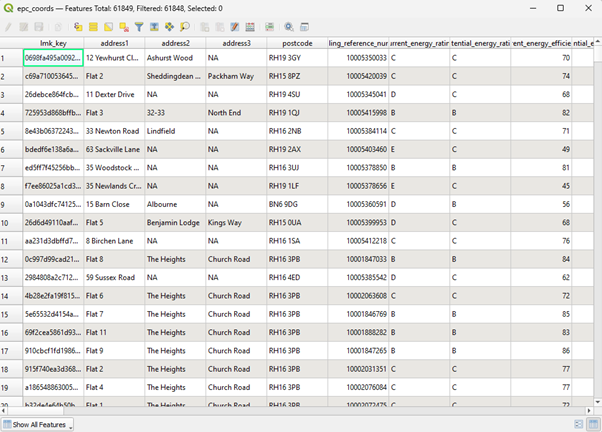 epc_coords — Features Total: 61849, Filtered: 61848, Selected: 0
lmk_key address1 address2 address3 postcode ling_reference_nur rrent_energy_ratin tential_energy_ratin ent_energy_efficie ntial_e
1 0698fa495a0092... 12 Yewhurst Cl... Ashurst Wood NA RH19 3GY 10005350033 C C 70
2 c69a710053645... Flat 2 Sheddingdean ... Packham Way RH15 8PZ 10005420039 C C 74
3 26debce864fcb... 11 Dexter Drive NA NA RH19 4SU 10005345041 D C 68
4 725953d868bffb... Flat 3 32-33 North End RH19 1QJ 10005415998 B B 82
5 8e43b06372243... 33 Newton Road Lindfield NA RH16 2NB 10005384114 C C 71
6 bdedf6e138a6a... 63 Sackville Lane NA NA RH19 2AX 10005403460 E C 49
7 ed5ff7f45256bb... 35 Woodstock ... NA NA RH16 3UJ 10005378850 B B 81
8 f7ee86025a1cd3... 35 Newlands Cr... NA NA RH19 1LF 10005378656 E C 45
9 0a1043dfc74125... 15 Barn Close Albourne NA BN6 9DG 10005360591 D B 56
10 26d6d49110aaf... Flat 5 Benjamin Lodge Kings Way RH15 0UA 10005399953 D C 68
11 aa231d3dbffd7... 8 Birchen Lane NA NA RH16 1SA 10005412218 C C 76
12 0c997d99cad21... Flat 8 The Heights Church Road RH16 3PB 10001847033 B B 84
13 2984808a2c712... 59 Sussex Road NA NA RH16 4ED 10005385542 D C 62
14 4b28e2fa19f815... Flat 6 The Heights Church Road RH16 3PB 10002063608 C C 72
15 5e65532d4154a... Flat 7 The Heights Church Road RH16 3PB 10001846769 B B 85
16 69f2cea5861d93... Flat 11 The Heights Church Road RH16 3PB 10001888282 B B 83
17 910cbcf1fd1986... Flat 9 The Heights Church Road RH16 3PB 10001847265 B B 86
18 915f740ea3d368... Flat 2 The Heights Church Road RH16 3PB 10002031351 C C 77
19 a186548863005... Flat 4 The Heights Church Road RH16 3PB 10002076084 C C 77
Flat 1 The Heights Church Road RH16 3PB 10002072475 C C
Show All Features